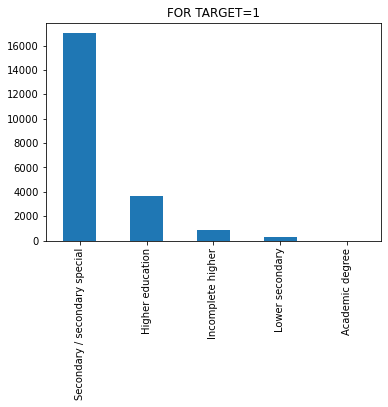 FOR TARGET=1
16000
14000
12000
10000
8000
6000
4000
2000
0
Secondary / secondary special
Higher education
Incomplete higher
Lower secondary
Academic degree